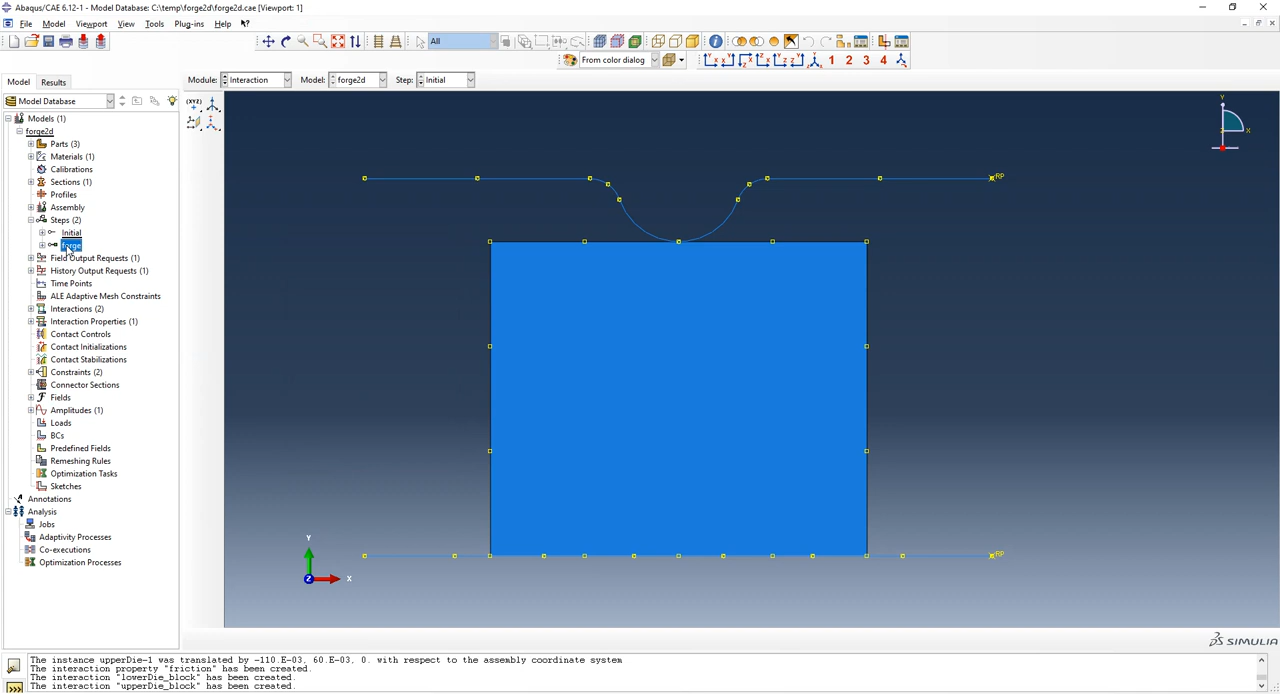 Abaqus/CAE 6.12-1 - Model Database: C:\temp\forge2d\forge2d.cae [Viewport: 1]
File Model Viewport View Tools Plug-ins Help
All
From color dialog
1 2 3 4
Model Results
Module: Interaction Model: forge2d Step: Initial
Model Database
(XYZ)
Models (1)
forge2d
Parts (3)
Materials (1)
Calibrations
Sections (1)
Profiles
Assembly
Steps (2)
Initial
forge
Field Output Requests (1)
History Output Requests (1)
Time Points
ALE Adaptive Mesh Constraints
Interactions (2)
Interaction Properties (1)
Contact Controls
Contact Initializations
Contact Stabilizations
Constraints (2)
Connector Sections
Fields
Amplitudes (1)
Loads
BCs
Predefined Fields
Remeshing Rules
Optimization Tasks
Sketches
Annotations
Analysis
Jobs
Adaptivity Processes
Co-executions
Optimization Processes
Y
X
Z
RP
RP
Y
Z
X
SIMULIA
The instance upperDie-1 was translated by -110.E-03, 60.E-03, 0. with respect to the assembly coordinate system
The interaction property "friction" has been created.
The interaction "lowerDie_block" has been created.
The interaction "upperDie_block" has been created.